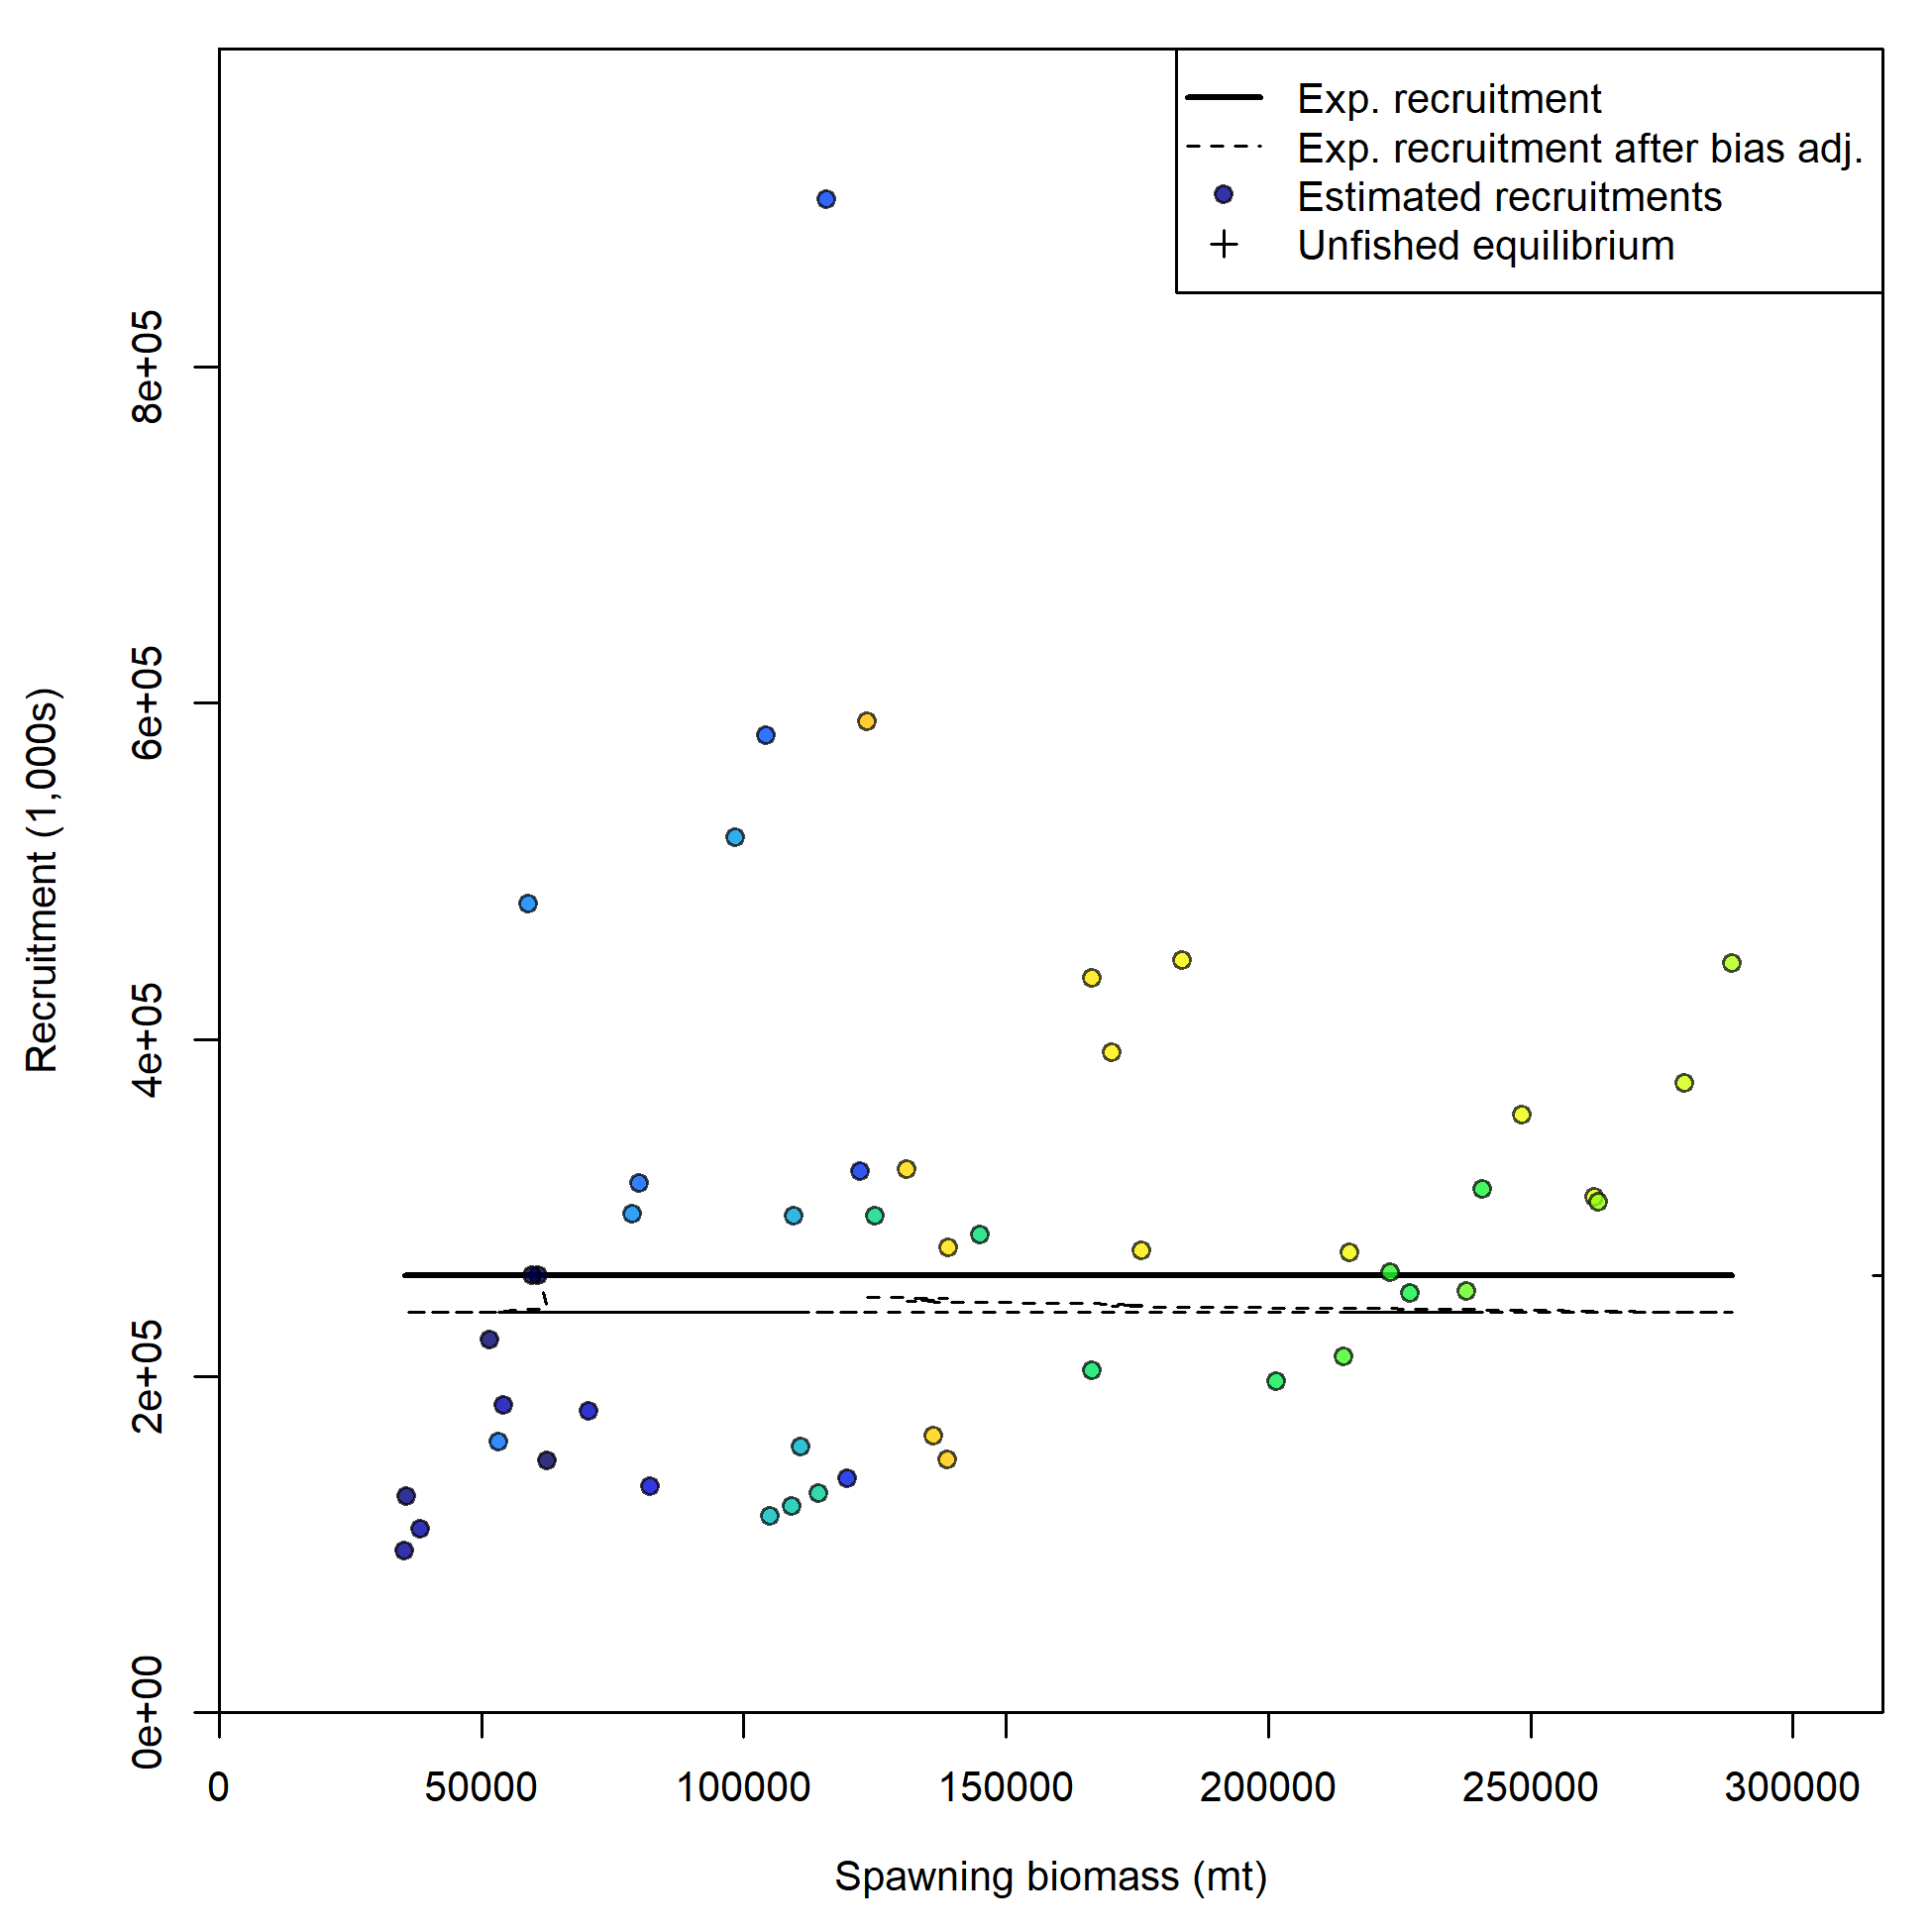 Exp. recruitment
Exp. recruitment after bias adj.
Estimated recruitments
Unfished equilibrium
8e+05
6e+05
4e+05
2e+05
0e+00
Recruitment (1,000s)
0 50000 100000 150000 200000 250000 300000
Spawning biomass (mt)